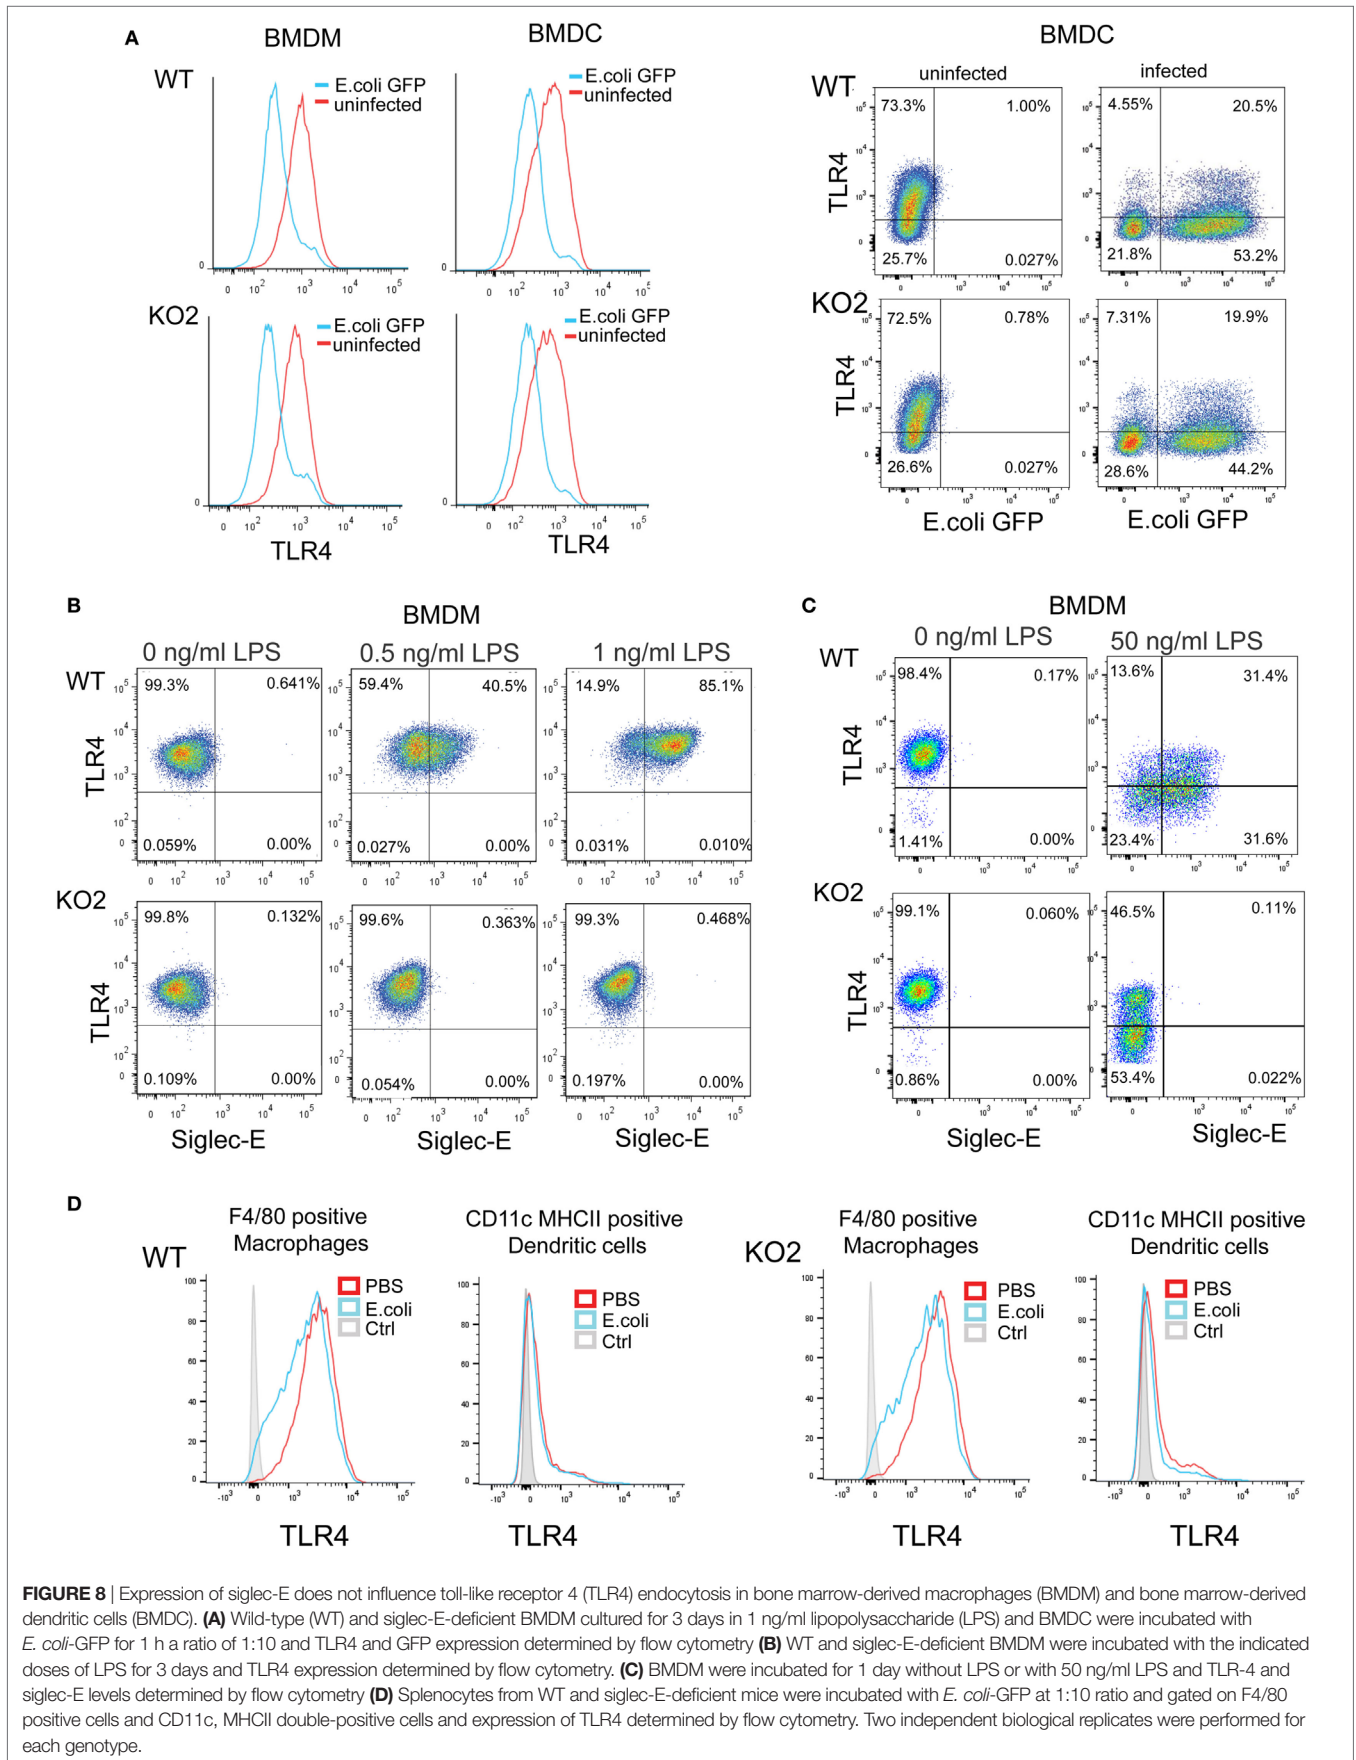 A
BMDM
BMDC
BMDC
WT
E.coli GFP
uninfected
E.coli GFP
uninfected
WT
uninfected
infected
73.3%
1.00%
4.55%
20.5%
TLR4
25.7%
0.027%
21.8%
53.2%
KO2
E.coli GFP
uninfected
E.coli GFP
uninfected
KO2
72.5%
0.78%
7.31%
19.9%
TLR4
26.6%
0.027%
28.6%
44.2%
TLR4
TLR4
E.coli GFP
E.coli GFP
B
BMDM
0 ng/ml LPS
0.5 ng/ml LPS
1 ng/ml LPS
WT
99.3%
0.641%
59.4%
40.5%
14.9%
85.1%
TLR4
0.059%
0.00%
0.027%
0.00%
0.031%
0.010%
KO2
99.8%
0.132%
99.6%
0.363%
99.3%
0.468%
TLR4
0.109%
0.00%
0.054%
0.00%
0.197%
0.00%
Siglec-E
Siglec-E
Siglec-E
C
BMDM
0 ng/ml LPS
50 ng/ml LPS
WT
98.4%
0.17%
13.6%
31.4%
TLR4
1.41%
0.00%
23.4%
31.6%
KO2
99.1%
0.060%
46.5%
0.11%
TLR4
0.86%
0.00%
53.4%
0.022%
Siglec-E
Siglec-E
D
WT
F4/80 positive
Macrophages
PBS
E.coli
Ctrl
CD11c MHCII positive
Dendritic cells
PBS
E.coli
Ctrl
KO2
F4/80 positive
Macrophages
PBS
E.coli
Ctrl
CD11c MHCII positive
Dendritic cells
PBS
E.coli
Ctrl
TLR4
TLR4
TLR4
TLR4
FIGURE 8 | Expression of siglec-E does not influence toll-like receptor 4 (TLR4) endocytosis in bone marrow-derived macrophages (BMDM) and bone marrow-derived
dendritic cells (BMDC). (A) Wild-type (WT) and siglec-E-deficient BMDM cultured for 3 days in 1 ng/ml lipopolysaccharide (LPS) and BMDC were incubated with
E. coli-GFP for 1 h a ratio of 1:10 and TLR4 and GFP expression determined by flow cytometry (B) WT and siglec-E-deficient BMDM were incubated with the indicated
doses of LPS for 3 days and TLR4 expression determined by flow cytometry. (C) BMDM were incubated for 1 day without LPS or with 50 ng/ml LPS and TLR-4 and
siglec-E levels determined by flow cytometry (D) Splenocytes from WT and siglec-E-deficient mice were incubated with E. coli-GFP at 1:10 ratio and gated on F4/80
positive cells and CD11c, MHCII double-positive cells and expression of TLR4 determined by flow cytometry. Two independent biological replicates were performed for
each genotype.